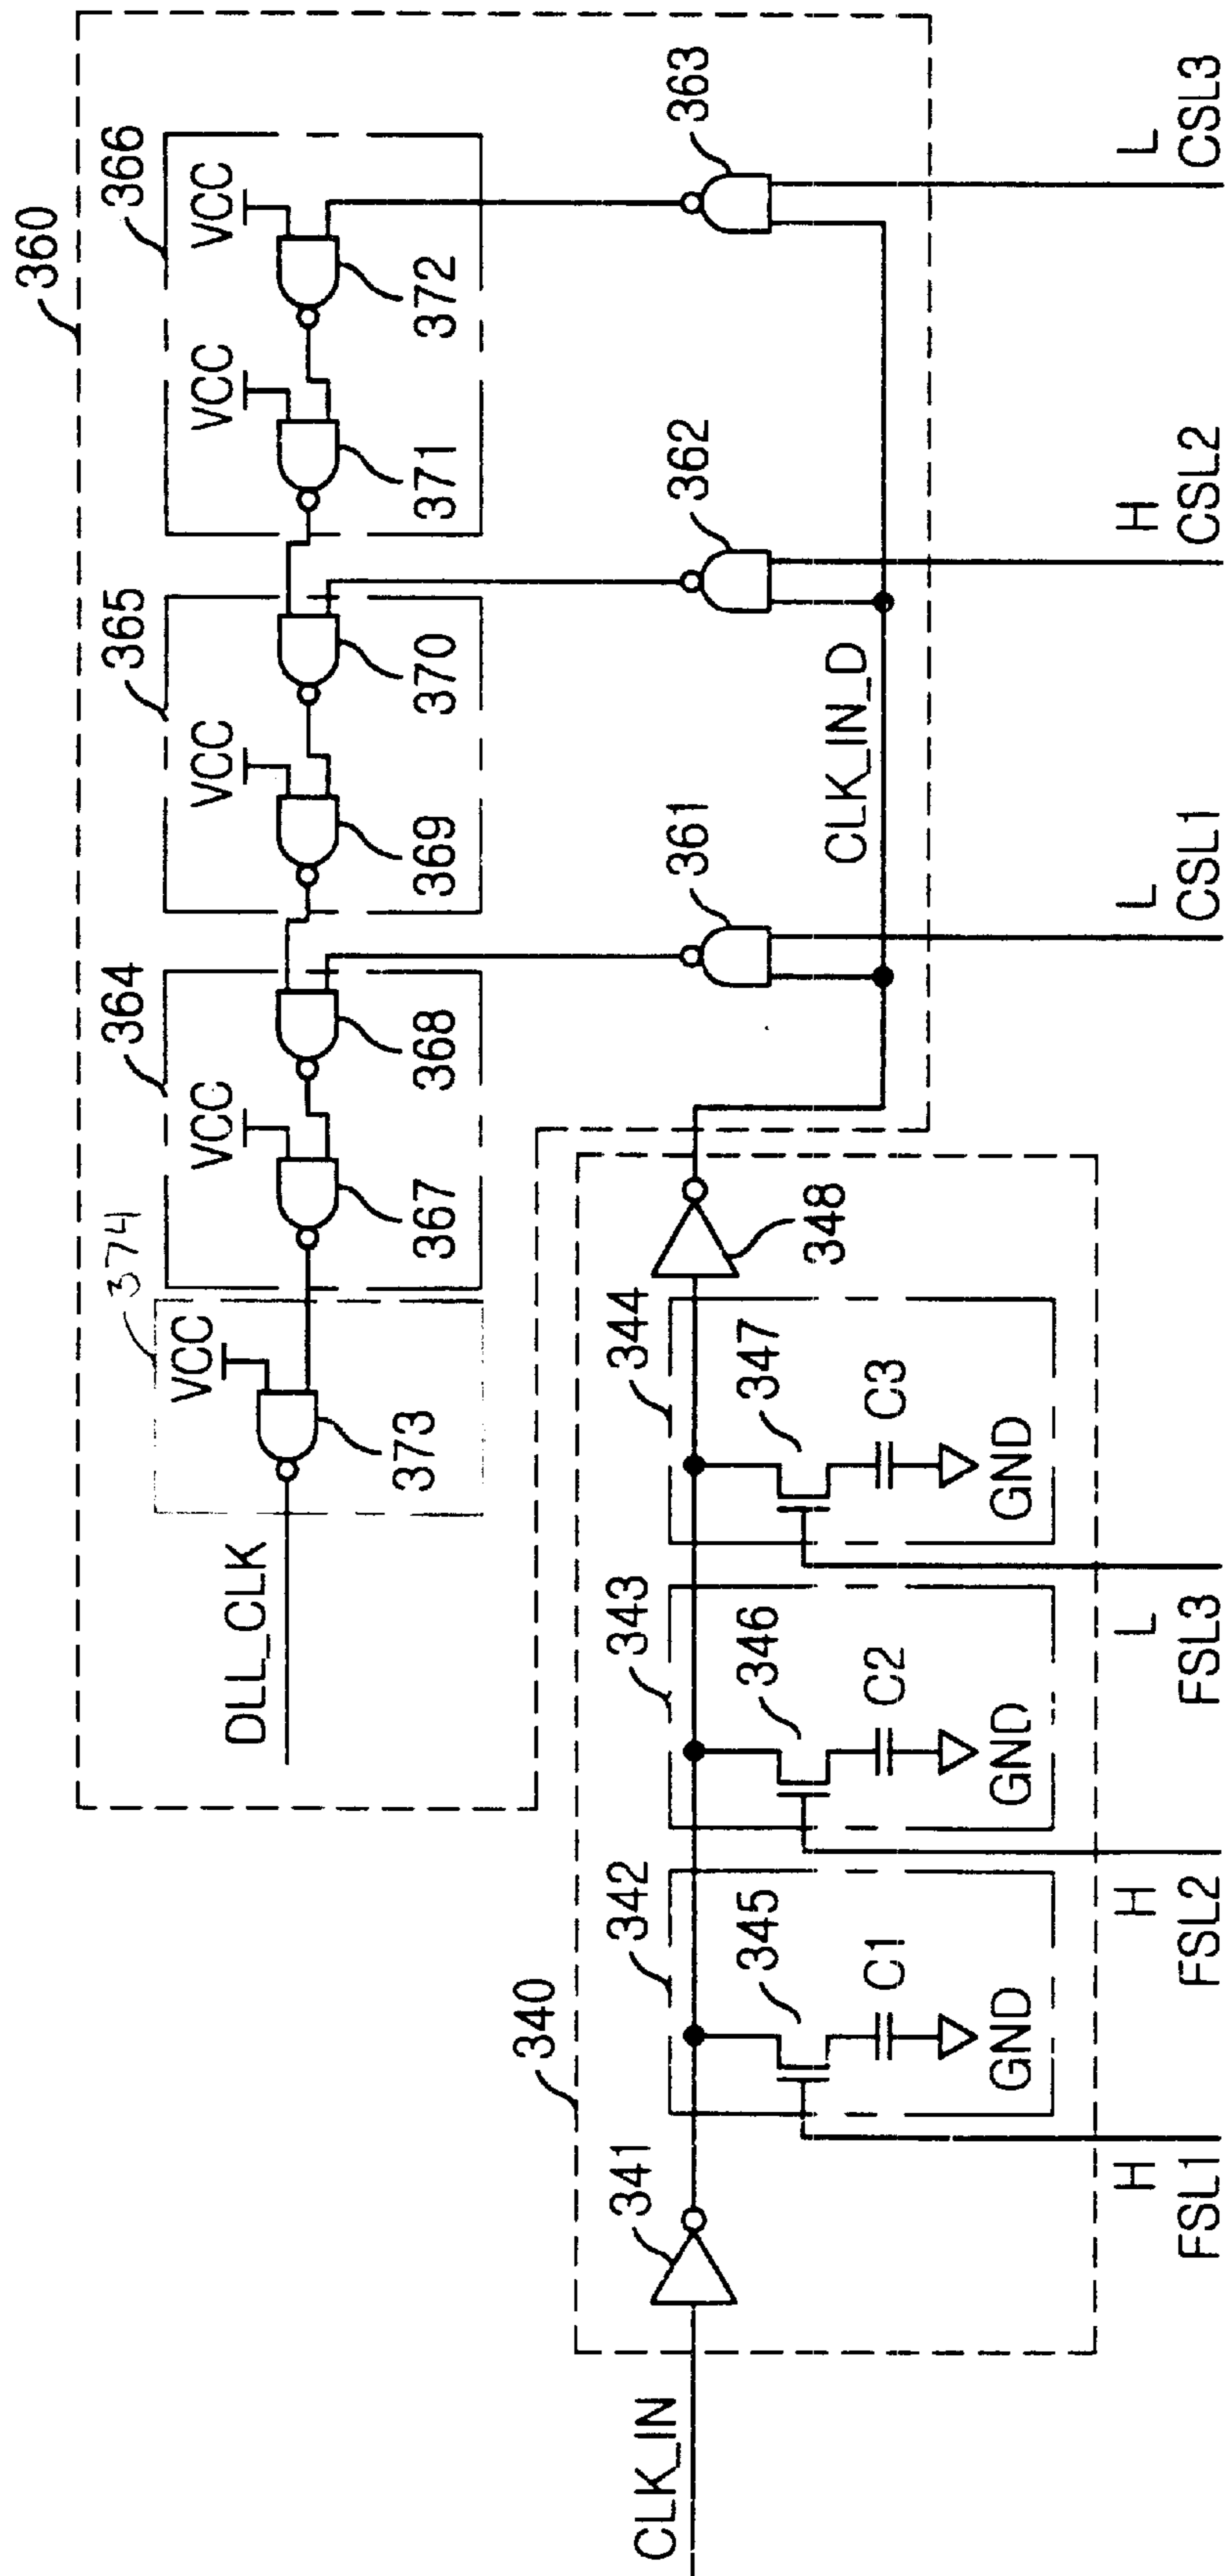 360
366
VCC
372
VCC
371
365
370
VCC
369
364
368
VCC
367
374
VCC
373
DLL_CLK
363
362
361
CLK_IN_D
L
CSL3
H
CSL2
L
CSL1
340
341
342
345
C1
GND
343
346
C2
GND
344
347
C3
GND
348
CLK_IN
H
FSL1
H
FSL2
L
FSL3